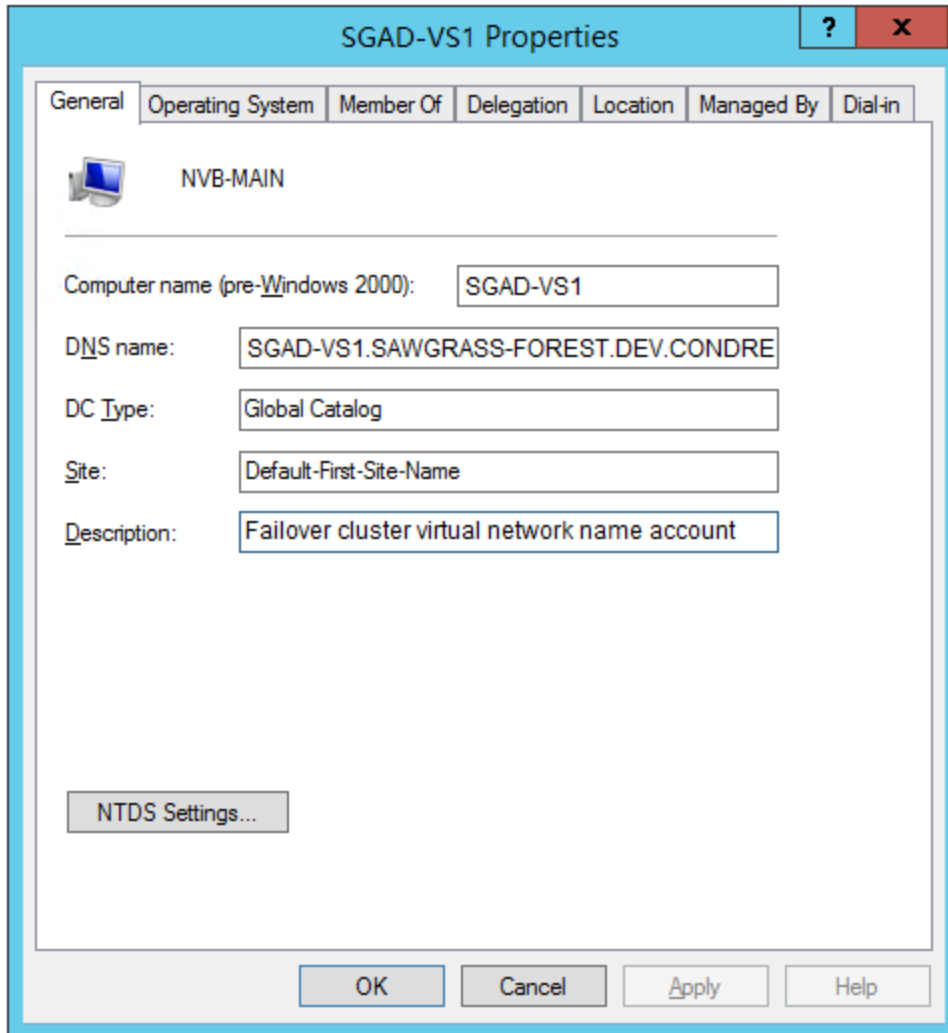 SGAD-VS1 Properties
? x
General Operating System Member Of Delegation Location Managed By Dial-in
NVB-MAIN
Computer name (pre-Windows 2000): SGAD-VS1
DNS name: SGAD-VS1.SAWGRASS-FOREST.DEV.CONDRE
DC Type: Global Catalog
Site: Default-First-Site-Name
Description: Failover cluster virtual network name account
NTDS Settings...
OK Cancel Apply Help